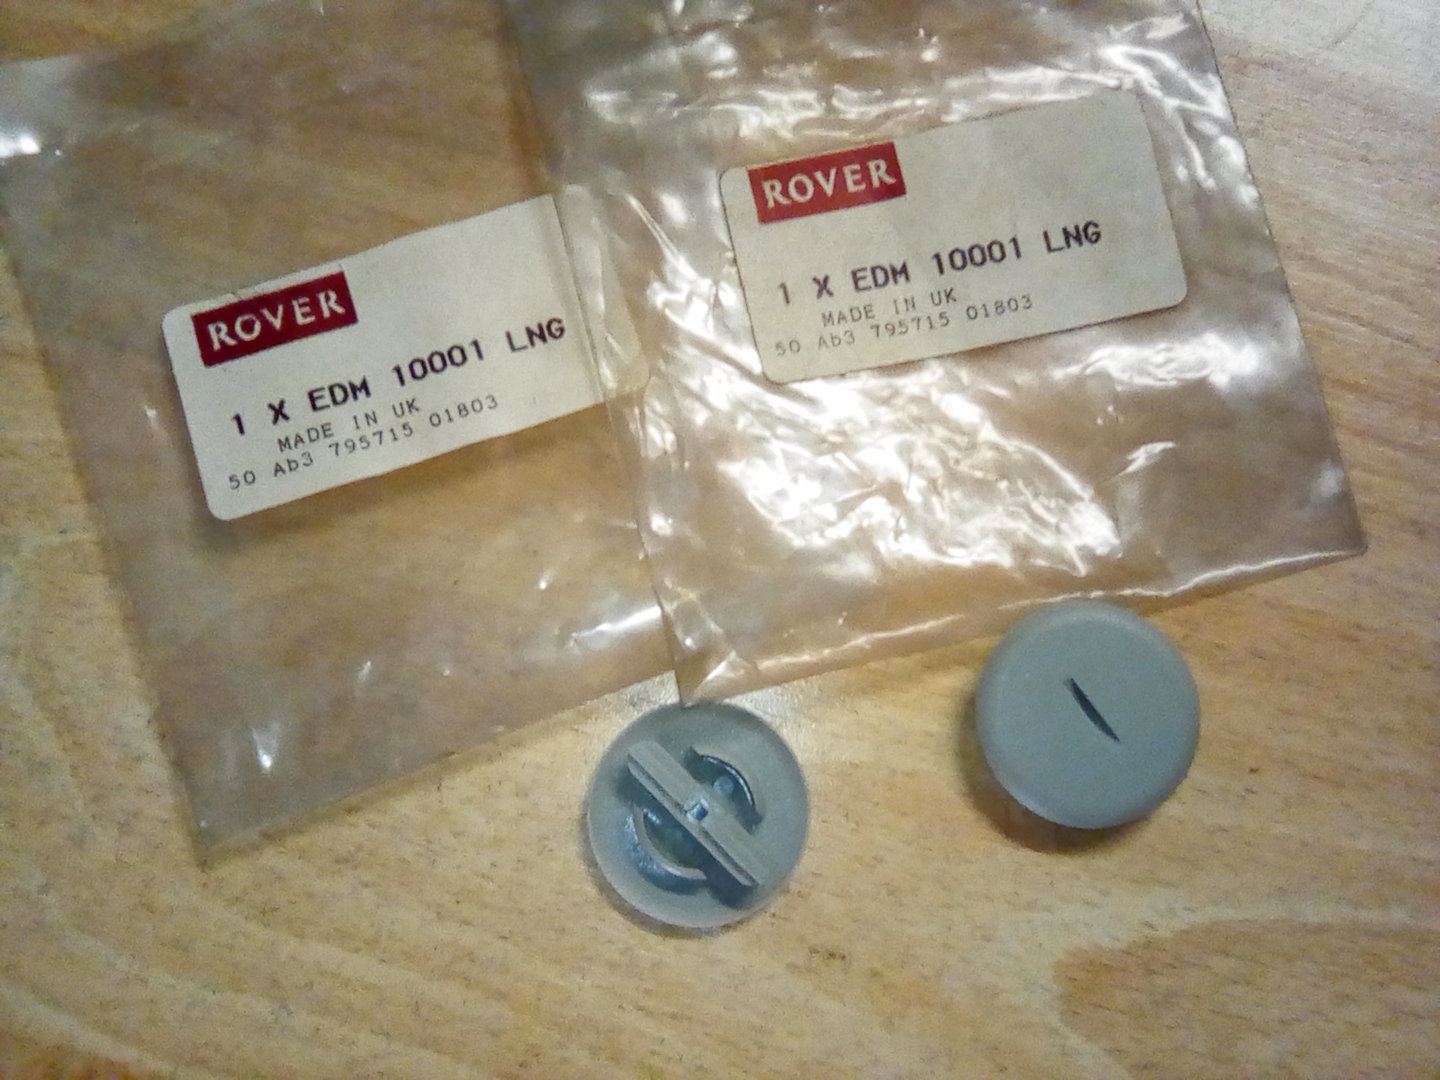 ROVER
1 X EDM 10001 LNG
MADE IN UK
50 Ab3 795715 01803
ROVER
1 X EDM 10001 LNG
MADE IN UK
50 Ab3 795715 01803